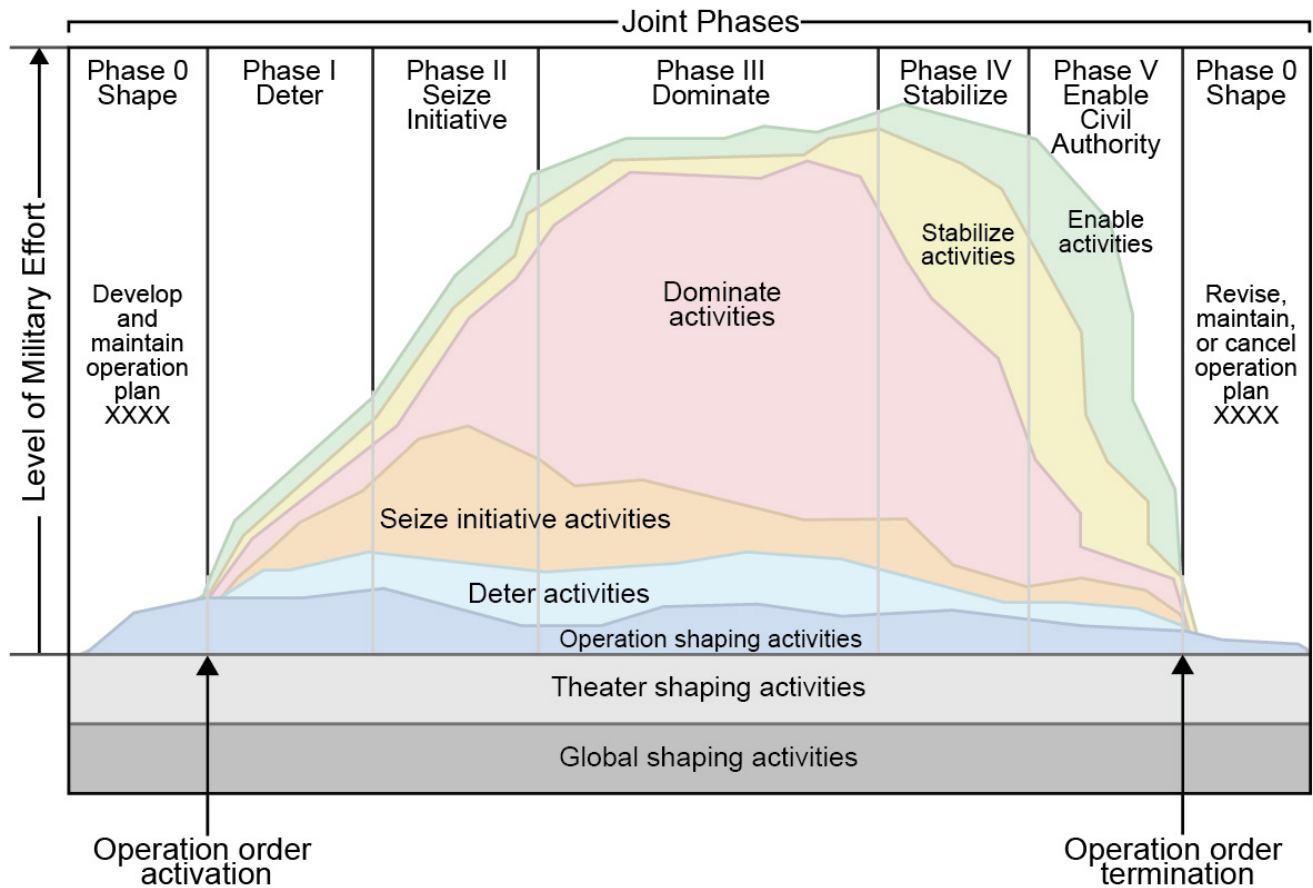 Joint Phases
Phase 0
Shape
Phase I
Deter
Phase II
Seize
Initiative
Phase III
Dominate
Phase IV
Stabilize
Phase V
Enable
Civil
Authority
Phase 0
Shape
Level of Military Effort
Develop
and
maintain
operation
plan
XXXX
Dominate
activities
Stabilize
activities
Enable
activities
Revise,
maintain,
or cancel
operation
plan
XXXX
Seize initiative activities
Deter activities
Operation shaping activities
Theater shaping activities
Global shaping activities
Operation order
activation
Operation order
termination